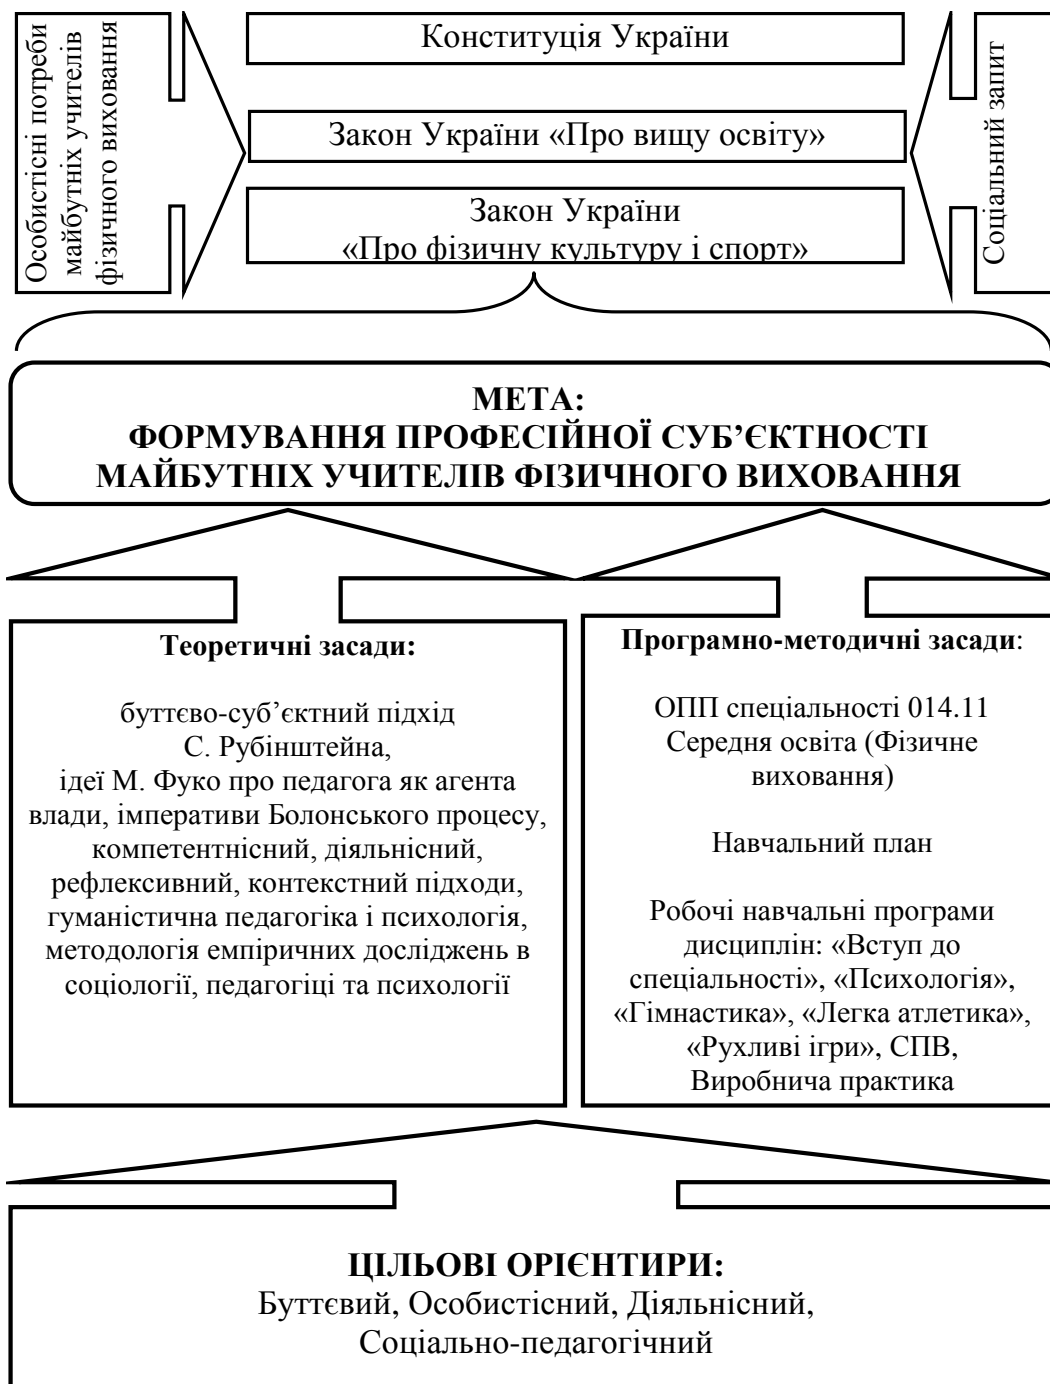 Особистісні потреби
майбутніх учителів
фізичного виховання
Конституція України
Закон України «Про вищу освіту»
Закон України
«Про фізичну культуру і спорт»
Соціальний запит
МЕТА:
ФОРМУВАННЯ ПРОФЕСІЙНОЇ СУБ’ЄКТНОСТІ
МАЙБУТНІХ УЧИТЕЛІВ ФІЗИЧНОГО ВИХОВАННЯ
Теоретичні засади:
буттєво-суб’єктний підхід
С. Рубінштейна,
ідеї М. Фуко про педагога як агента
влади, імперативи Болонського процесу,
компетентнісний, діяльнісний,
рефлексивний, контекстний підходи,
гуманістична педагогіка і психологія,
методологія емпіричних досліджень в
соціології, педагогіці та психології
Програмно-методичні засади:
ОПП спеціальності 014.11
Середня освіта (Фізичне
виховання)
Навчальний план
Робочі навчальні програми
дисциплін: «Вступ до
спеціальності», «Психологія»,
«Гімнастика», «Легка атлетика»,
«Рухливі ігри», СПВ,
Виробнича практика
ЦІЛЬОВІ ОРІЄНТИРИ:
Буттєвий, Особистісний, Діяльнісний,
Соціально-педагогічний